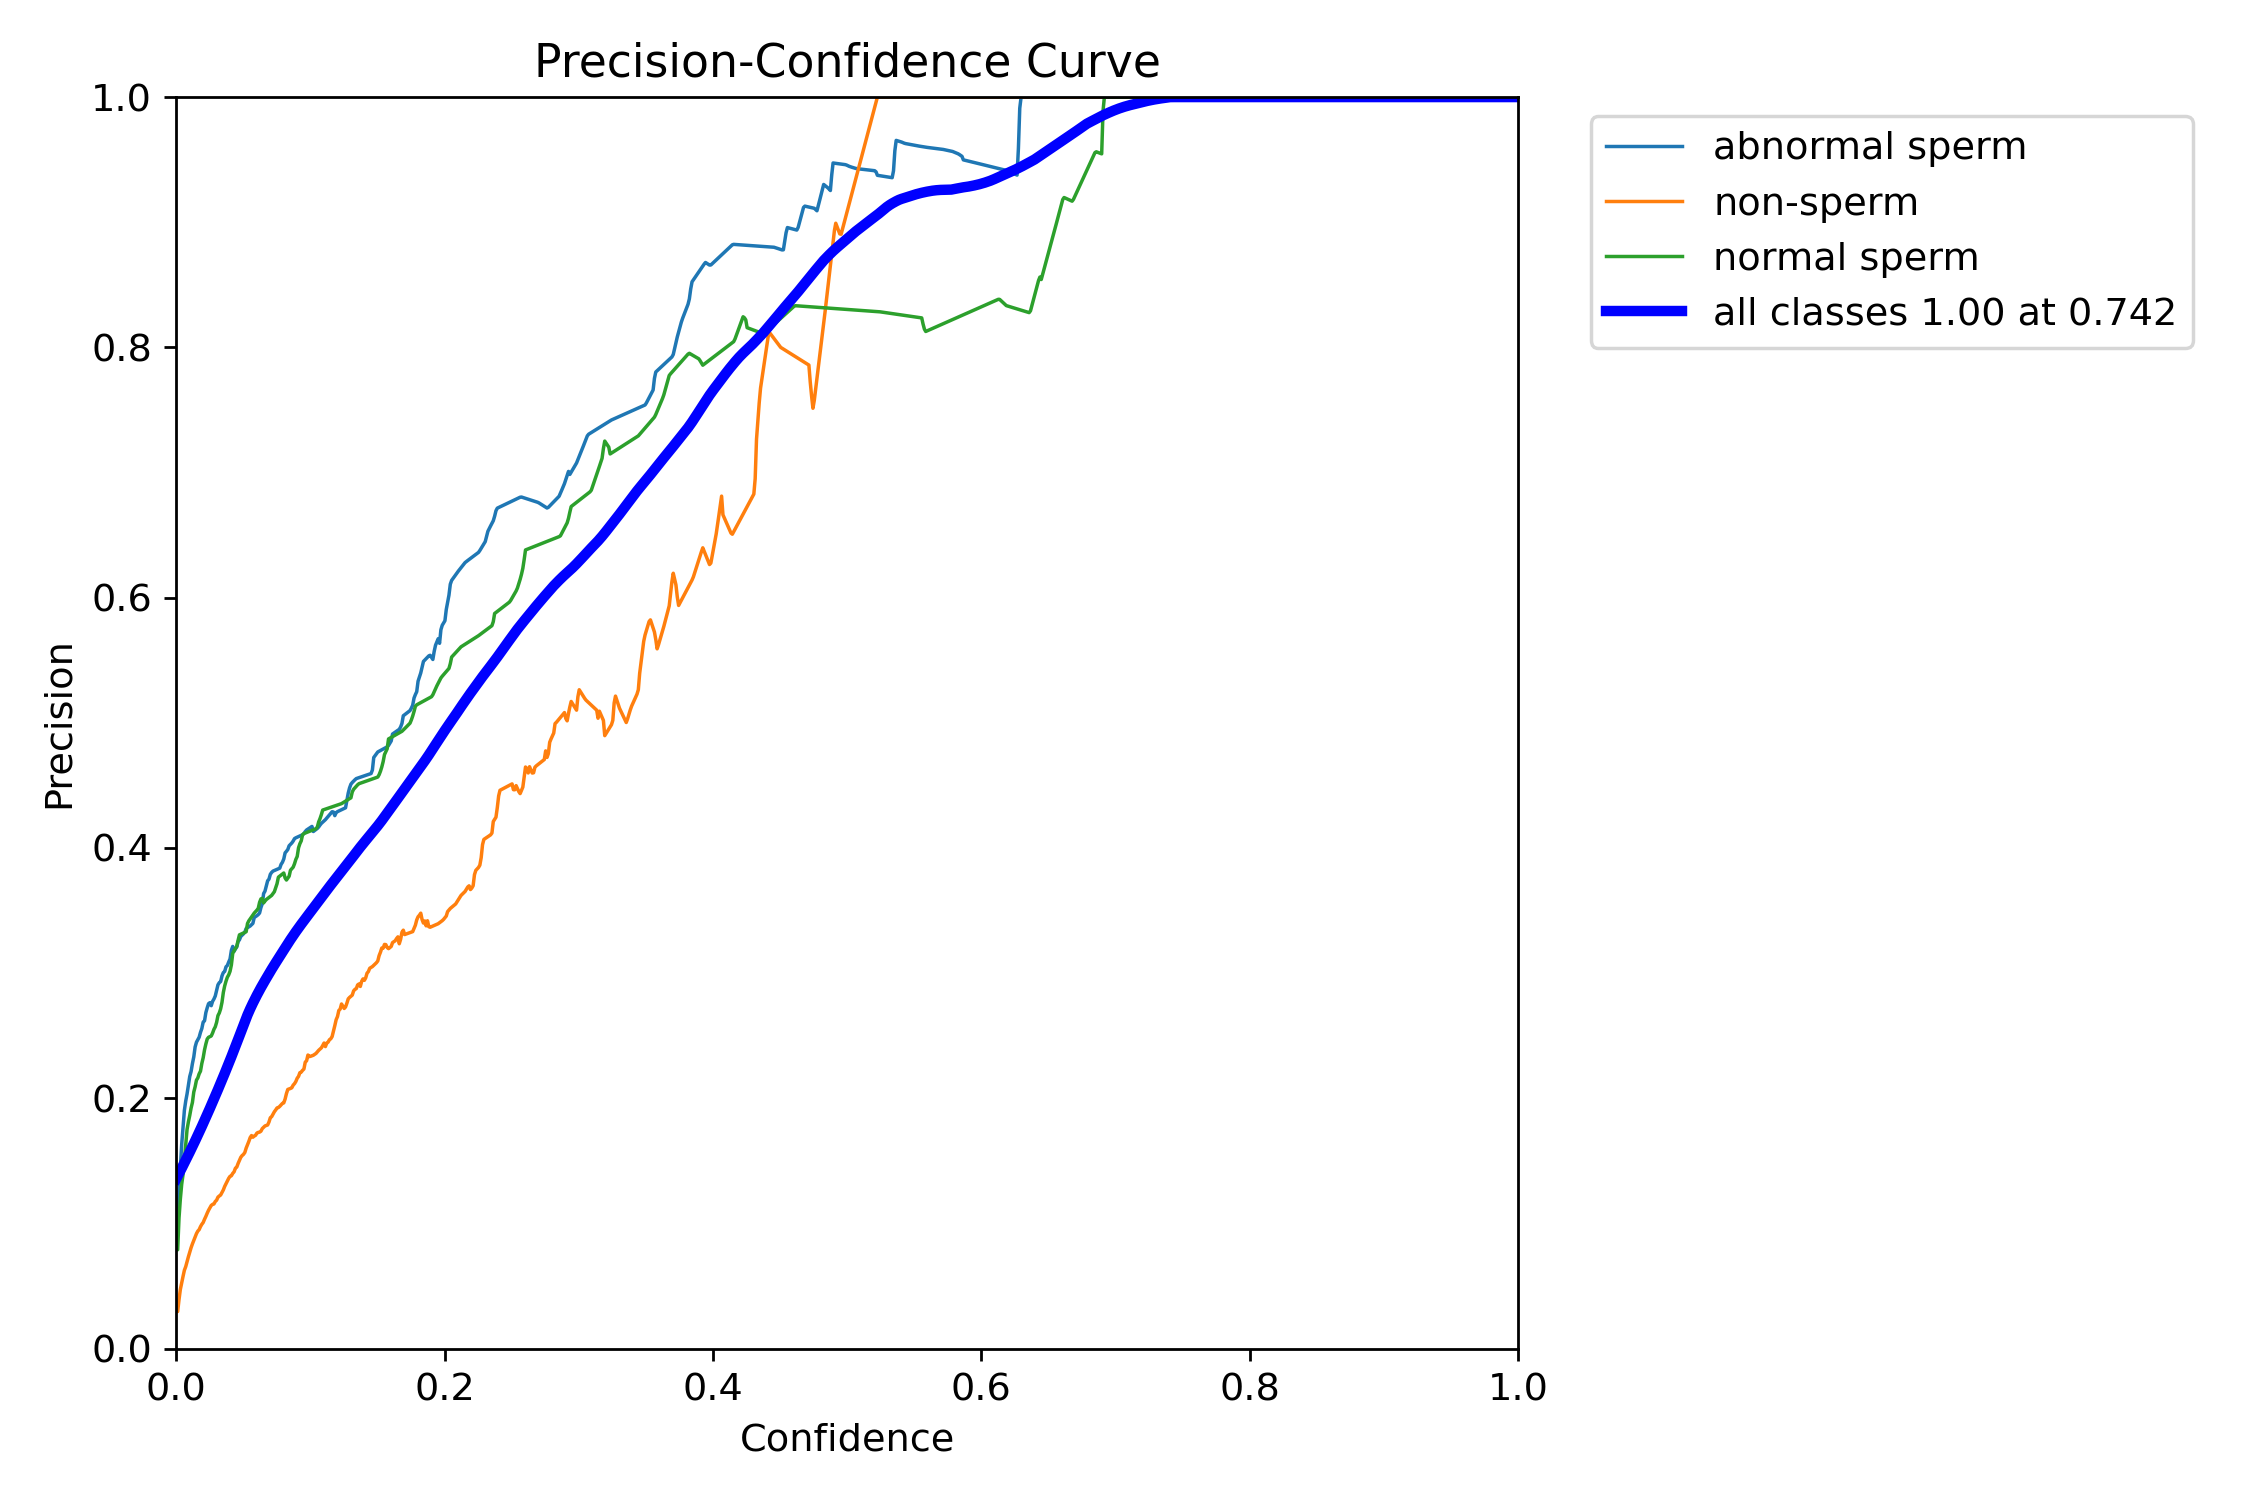 Precision-Confidence Curve
1.0
0.8
0.6
0.4
0.2
0.0
Precision
0.0 0.2 0.4 0.6 0.8 1.0
Confidence
abnormal sperm
non-sperm
normal sperm
all classes 1.00 at 0.742